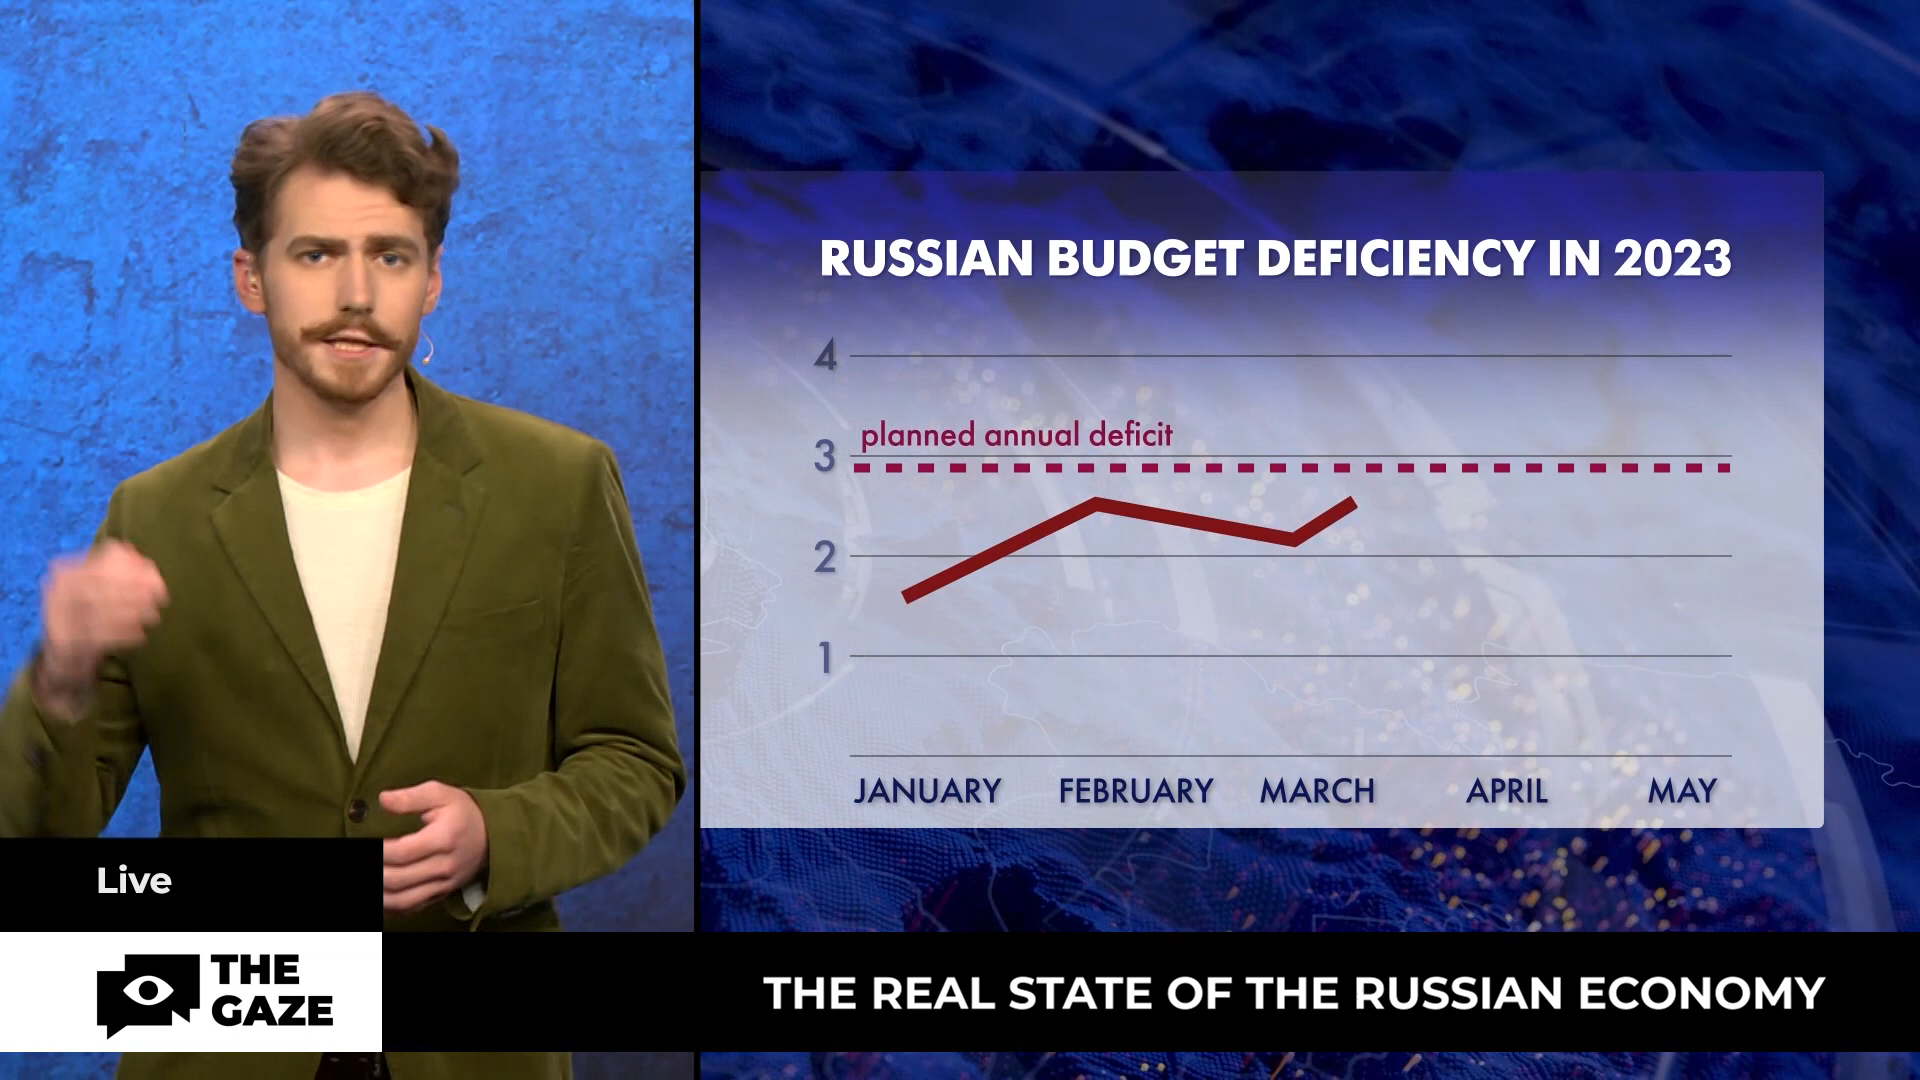 RUSSIAN BUDGET DEFICIENCY IN 2023
4
planned annual deficit
3
2
1
JANUARY FEBRUARY MARCH APRIL MAY
Live
THE
GAZE
THE REAL STATE OF THE RUSSIAN ECONOMY